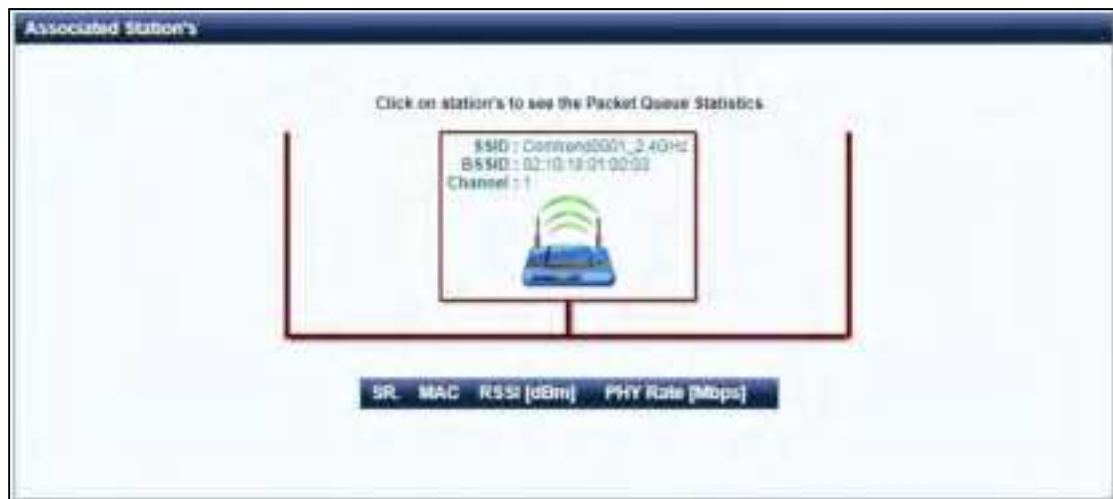 Associated Station's
Click on station's to see the Packet Queue Statistics
SSID : Comtrend0001_2.4GHz
BSSID : 02:10:18:01:00:03
Channel : 1
SR. MAC RSSI [dBm] PHY Rate [Mbps]